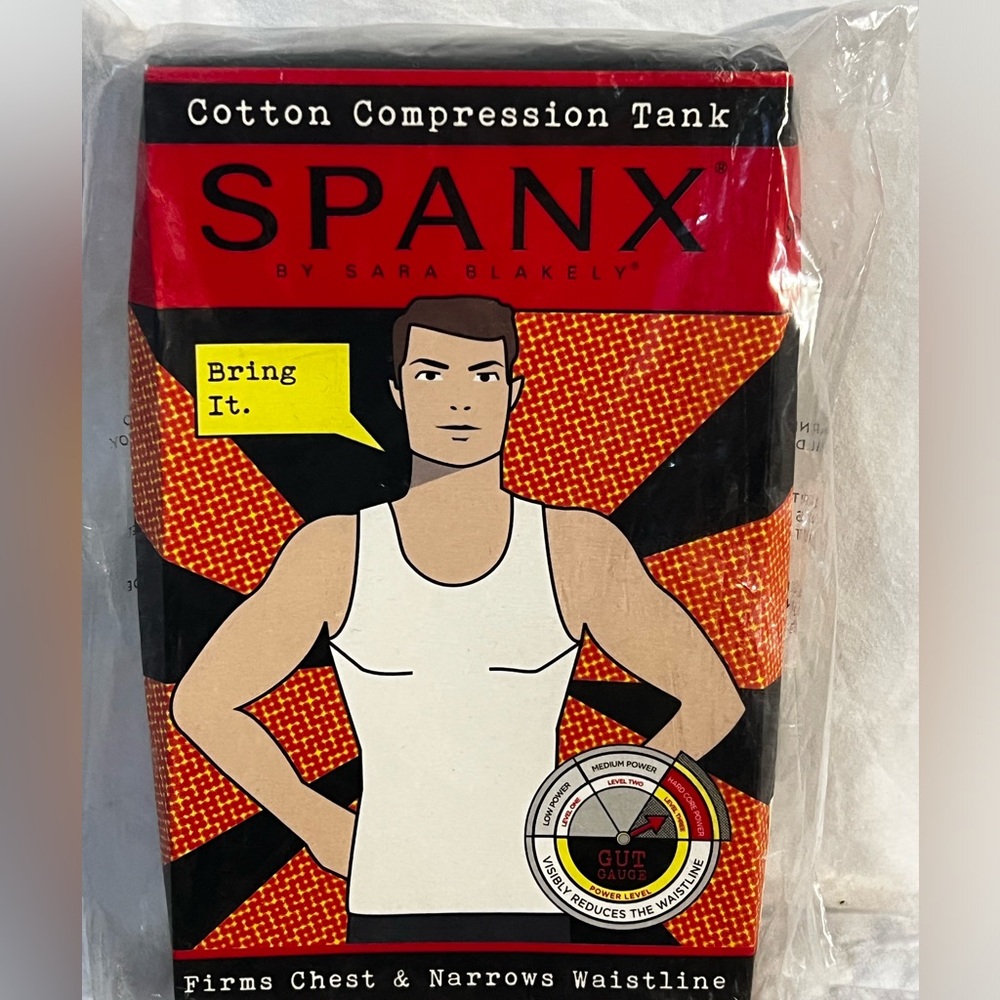 Cotton Compression Tank
SPANX®
BY SARA BLAKELY®
Bring
It.
LOW POWER
MEDIUM POWER
HARD CORE POWER
LEVEL ONE
LEVEL TWO
LEVEL THREE
GUT
GAUGE
POWER LEVEL
VISIBLY REDUCES THE WAISTLINE
Firms Chest & Narrows Waistline